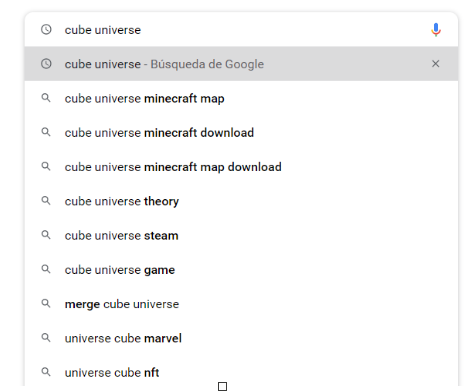 cube universe
cube universe - Búsqueda de Google
cube universe minecraft map
cube universe minecraft download
cube universe minecraft map download
cube universe theory
cube universe steam
cube universe game
merge cube universe
universe cube marvel
universe cube nft